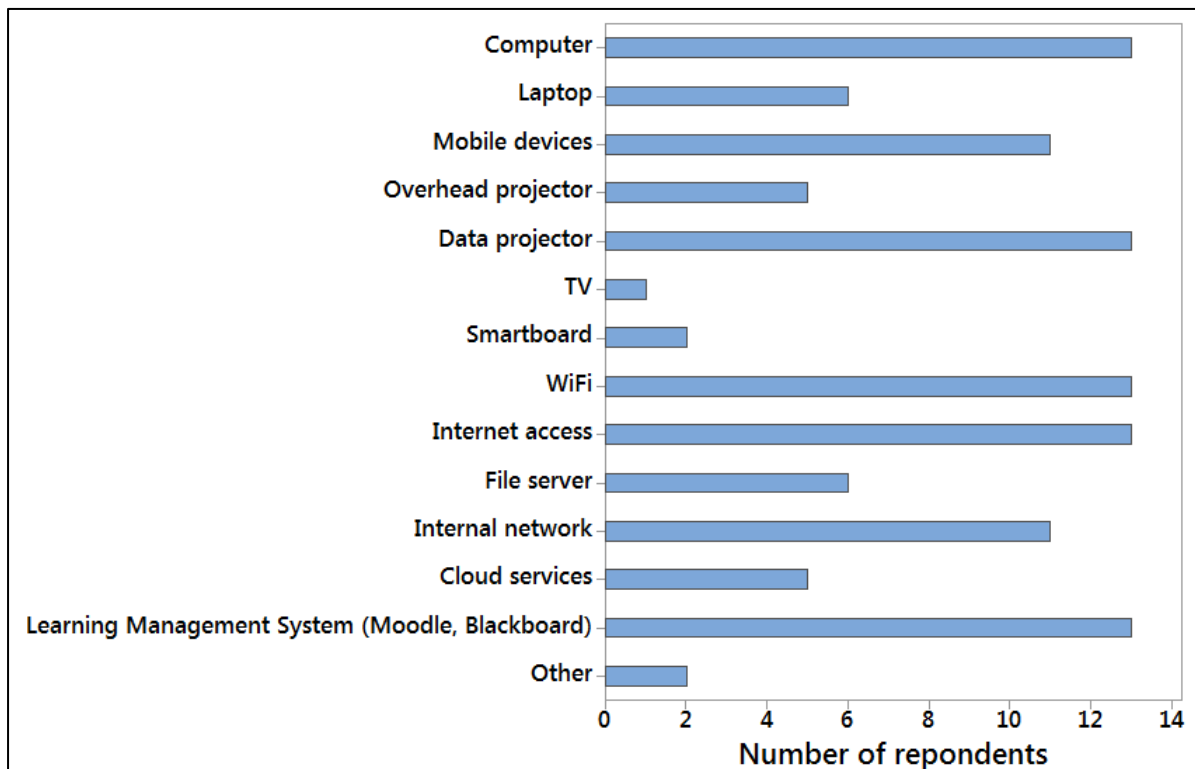 Computer
Laptop
Mobile devices
Overhead projector
Data projector
TV
Smartboard
WiFi
Internet access
File server
Internal network
Cloud services
Learning Management System (Moodle, Blackboard)
Other
0 2 4 6 8 10 12 14
Number of repondents